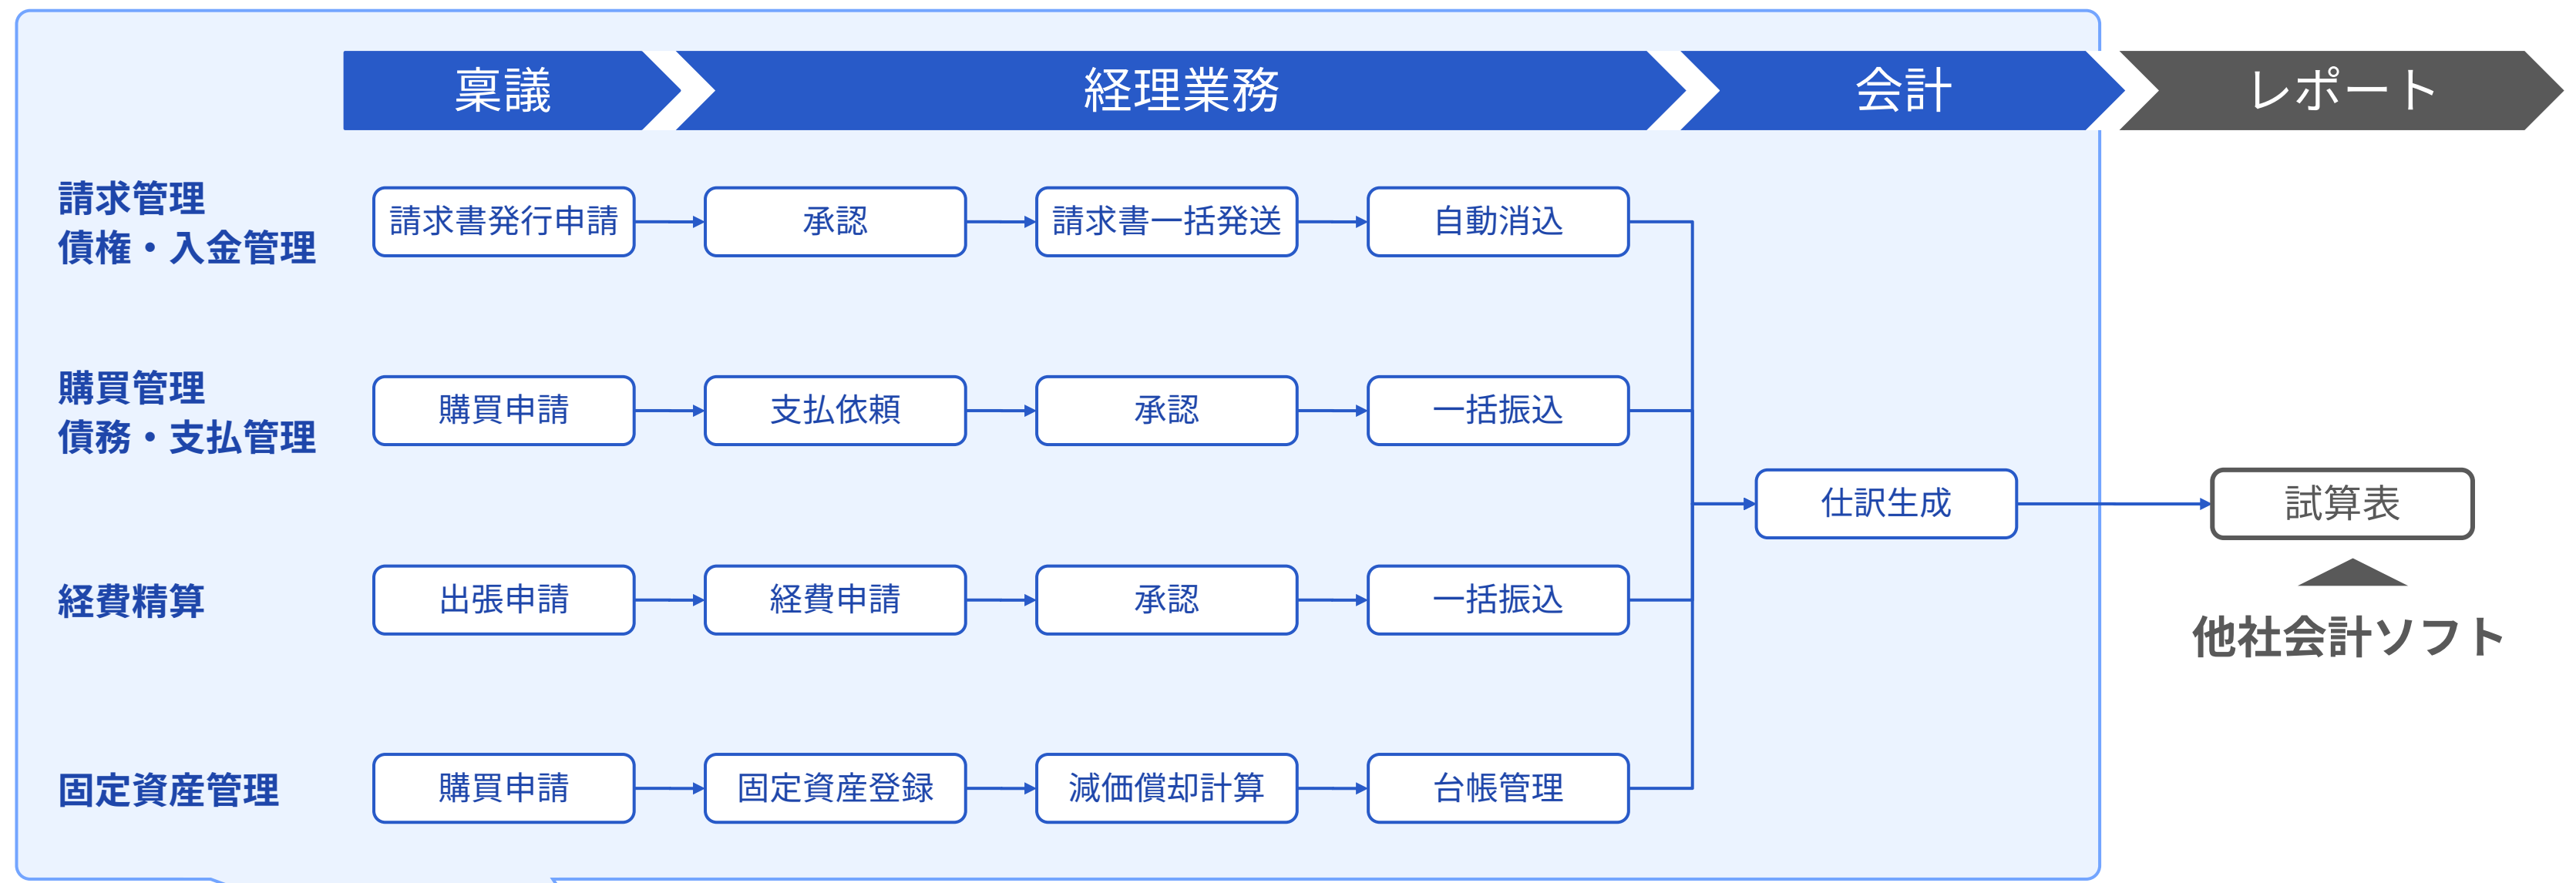 稟議
経理業務
会計
レポート
請求管理
債権・入金管理
請求書発行申請
承認
請求書一括発送
自動消込
購買管理
債務・支払管理
購買申請
支払依頼
承認
一括振込
仕訳生成
試算表
他社会計ソフト
経費精算
出張申請
経費申請
承認
一括振込
固定資産管理
購買申請
固定資産登録
減価償却計算
台帳管理